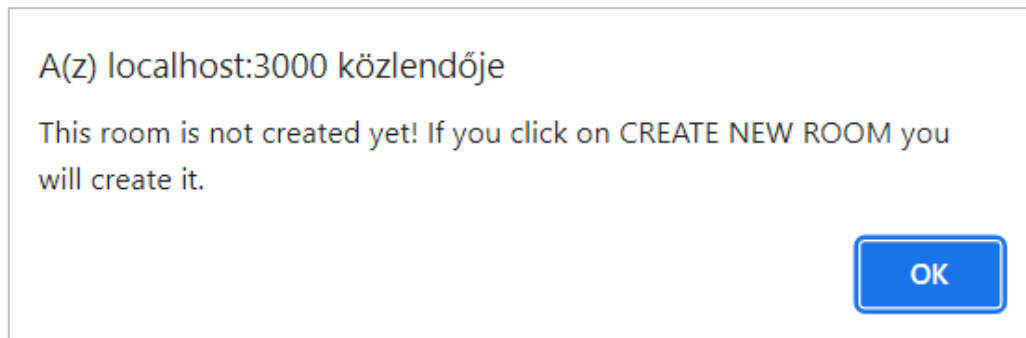 A(z) localhost:3000 közlendője
This room is not created yet! If you click on CREATE NEW ROOM you
will create it.
OK